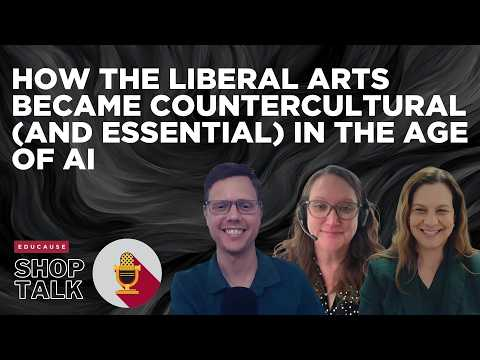 HOW THE LIBERAL ARTS
BECAME COUNTERCULTURAL
(AND ESSENTIAL) IN THE AGE
OF AI
EDUCAUSE
SHOP
TALK